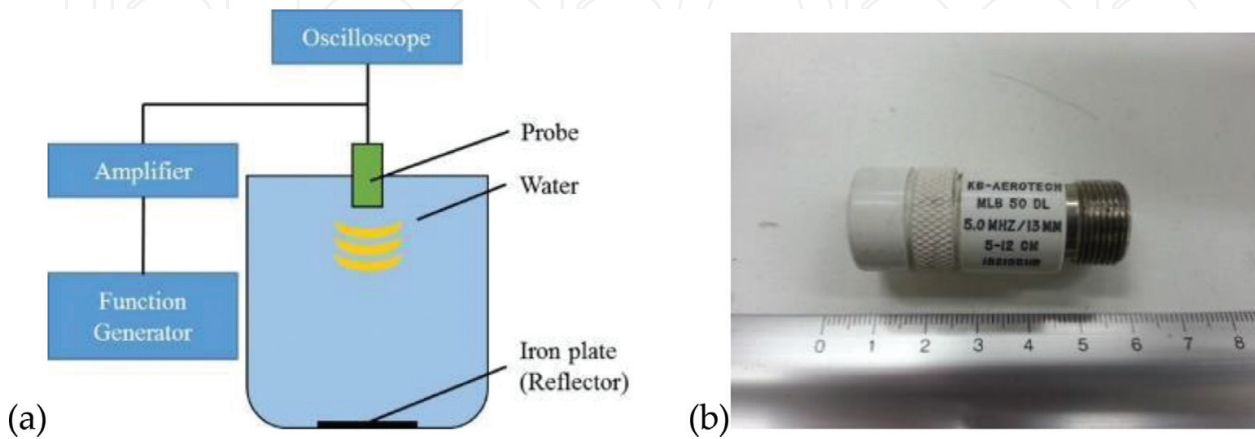 Oscilloscope
Amplifier
Function
Generator
Probe
Water
Iron plate
(Reflector)
(a)
KB-AEROTECH
MLB 50 DL
5.0 MHZ/13 MM
5-12 CM
0 1 2 3 4 5 6 7 8
(b)